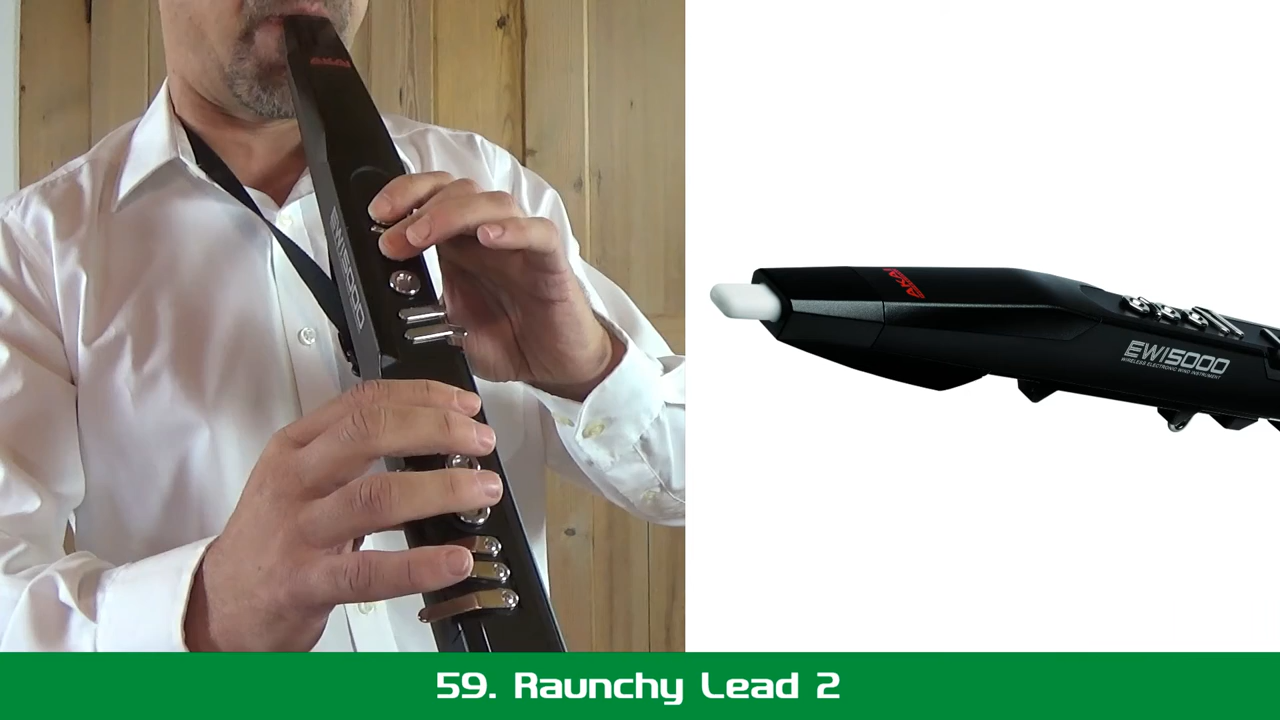 AKAI
EWI5000
AKAI
EWI5000
WIRELESS ELECTRONIC WIND INSTRUMENT
59. Raunchy Lead 2